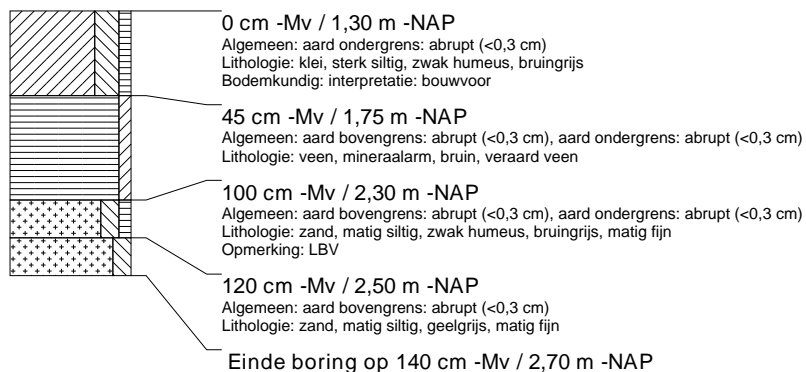 0 cm -Mv / 1,30 m -NAP
Algemeen: aard ondergrens: abrupt (<0,3 cm)
Lithologie: klei, sterk siltig, zwak humeus, bruingrijs
Bodemkundig: interpretatie: bouwvoor
45 cm -Mv / 1,75 m -NAP
Algemeen: aard bovengrens: abrupt (<0,3 cm), aard ondergrens: abrupt (<0,3 cm)
Lithologie: veen, mineraalarm, bruin, veraard veen
100 cm -Mv / 2,30 m -NAP
Algemeen: aard bovengrens: abrupt (<0,3 cm), aard ondergrens: abrupt (<0,3 cm)
Lithologie: zand, matig siltig, zwak humeus, bruingrijs, matig fijn
Opmerking: LBV
120 cm -Mv / 2,50 m -NAP
Algemeen: aard bovengrens: abrupt (<0,3 cm)
Lithologie: zand, matig siltig, geelgrijs, matig fijn
Einde boring op 140 cm -Mv / 2,70 m -NAP